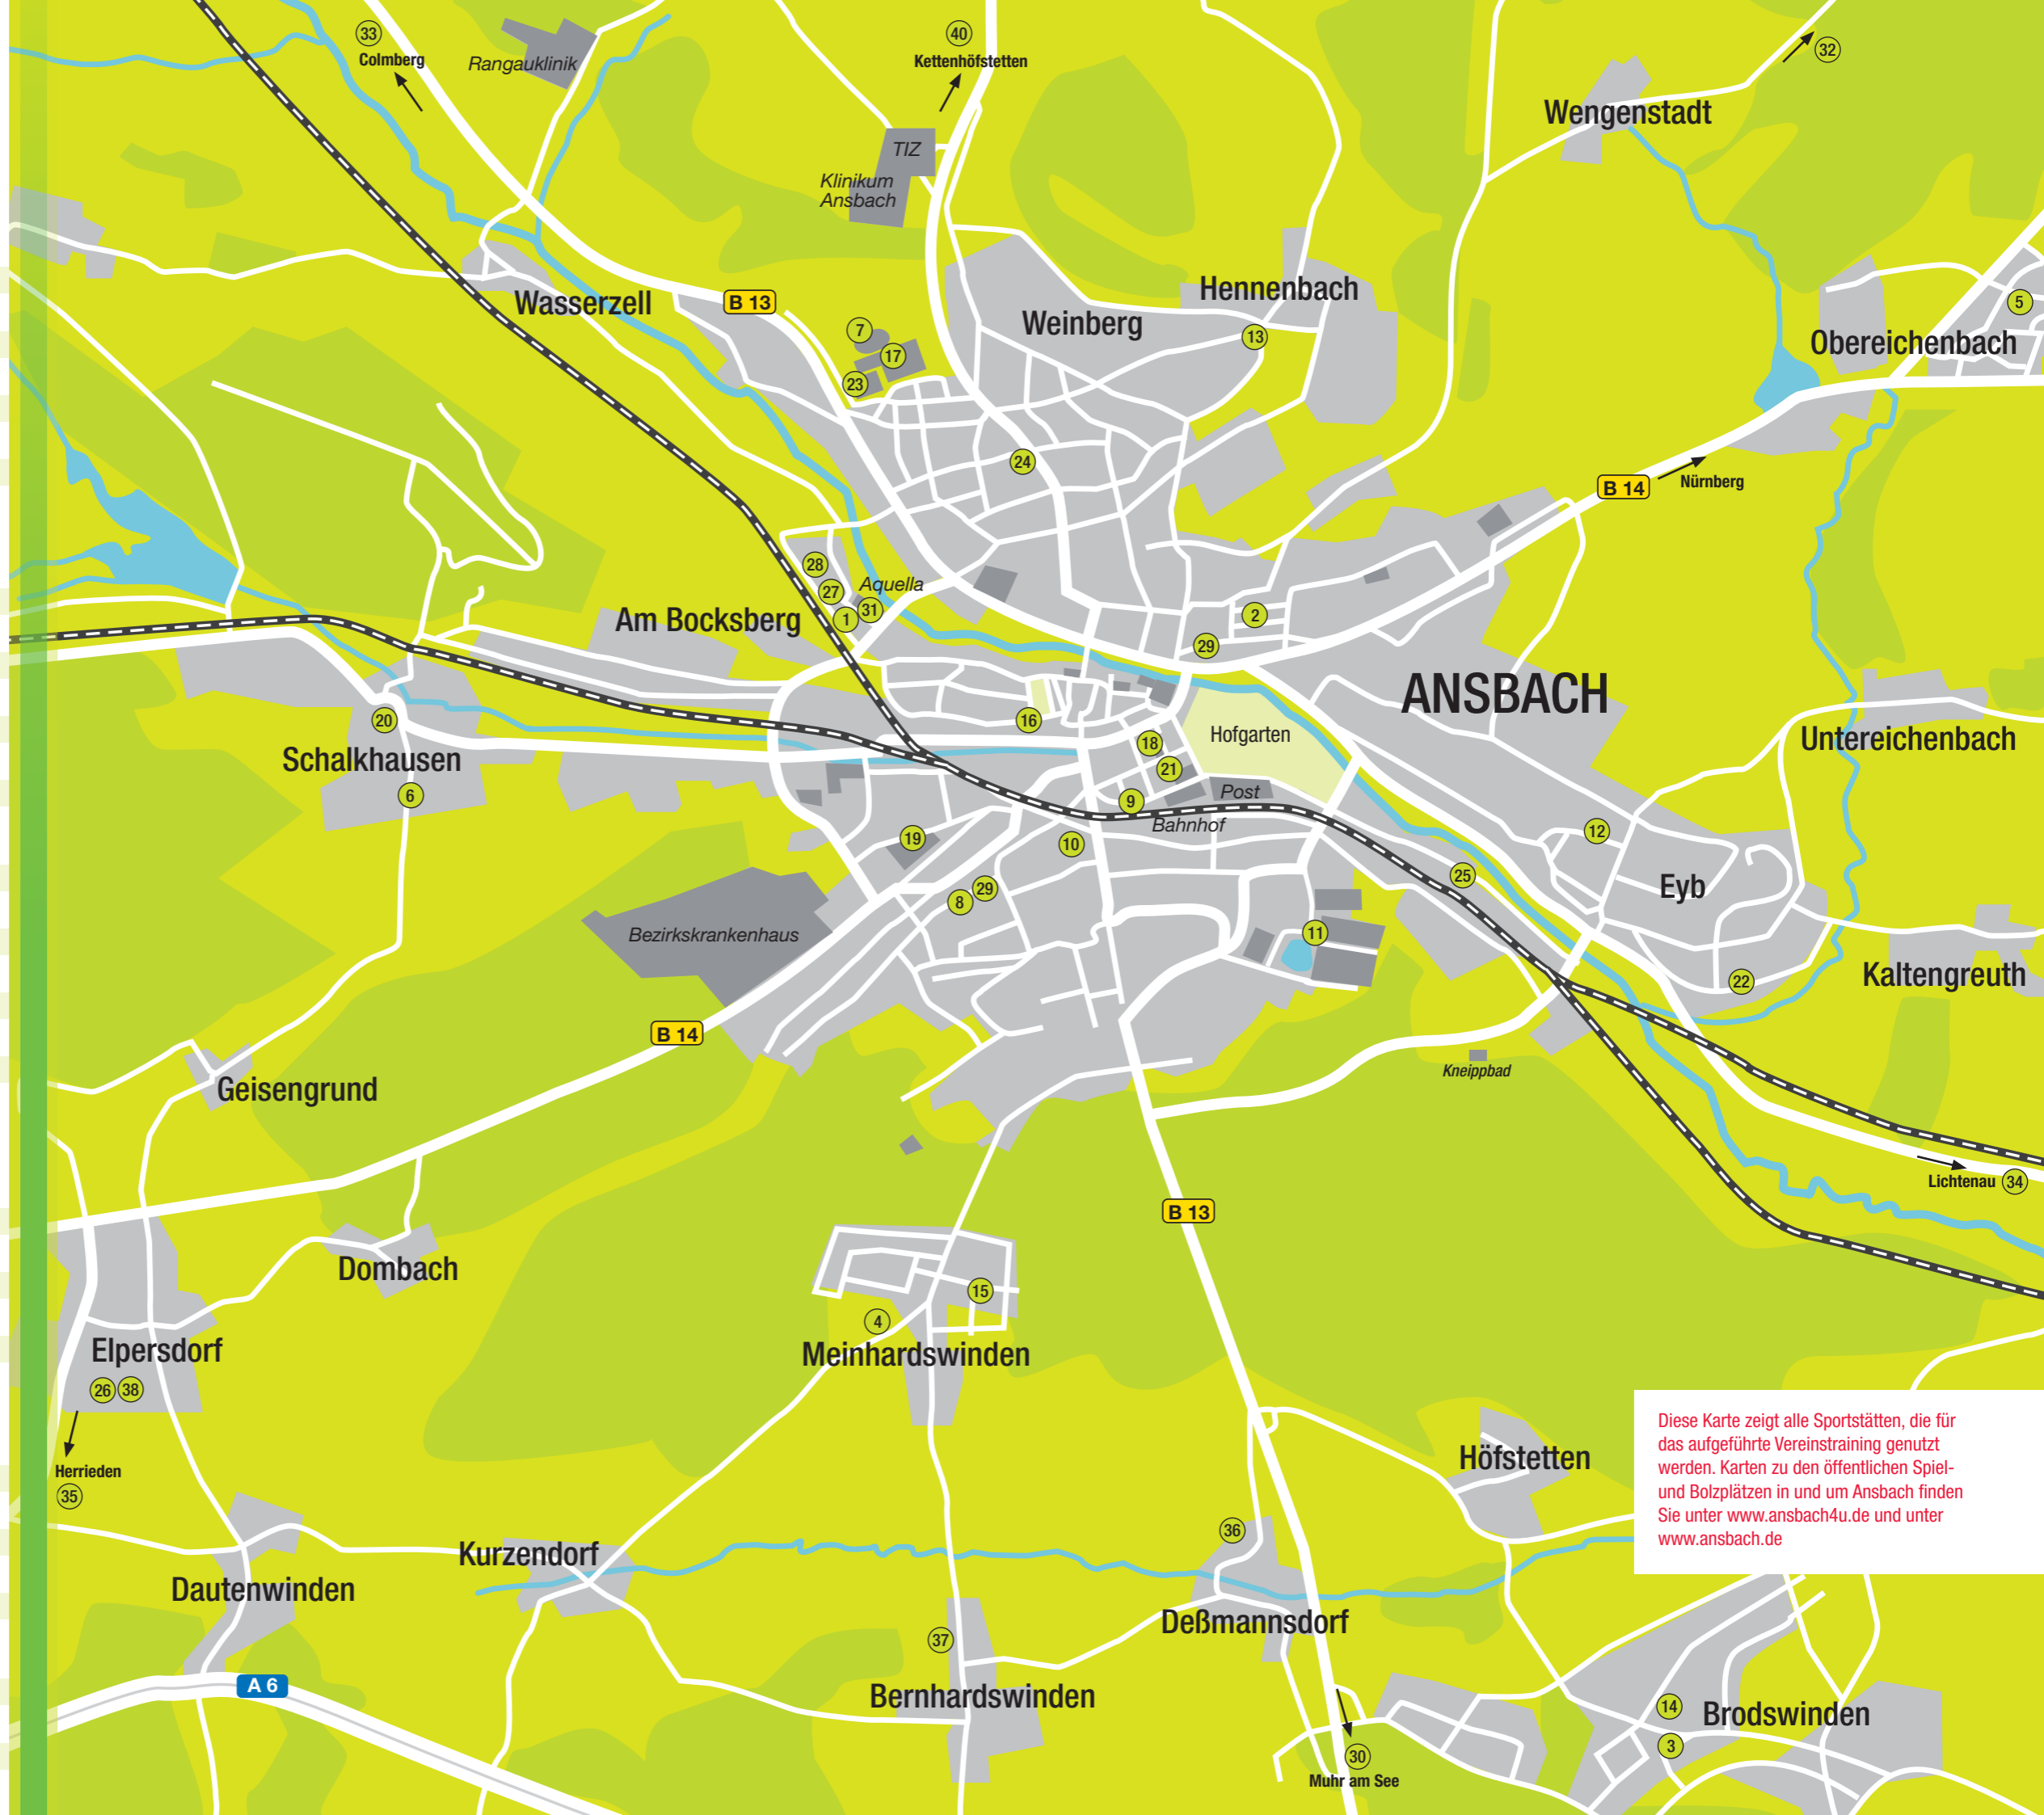 33
Colmberg
Rangauklinik
40
Kettenhöfstetten
32
Wengenstadt
TIZ
Klinikum
Ansbach
Wasserzell
B 13
Hennenbach
Weinberg
13
5
Obereichenbach
7
17
23
24
B 14
Nürnberg
28
27
Aquella
1
31
Am Bocksberg
2
29
ANSBACH
20
Schalkhausen
6
16
18
Hofgarten
21
Post
9
Bahnhof
Untereichenbach
19
10
12
25
Eyb
8
29
11
Bezirkskrankenhaus
22
Kaltengreuth
B 14
Kneippbad
Geisengrund
Lichtenau
34
B 13
Dombach
15
4
Meinhardswinden
Elpersdorf
26
38
Herrieden
35
Höfstetten
Diese Karte zeigt alle Sportstätten, die für
das aufgeführte Vereinstraining genutzt
werden. Karten zu den öffentlichen Spiel-
und Bolzplätzen in und um Ansbach finden
Sie unter www.ansbach4u.de und unter
www.ansbach.de
36
Kurzendorf
Dautenwinden
Deßmannsdorf
37
A 6
Bernhardswinden
14
Brodswinden
3
30
Muhr am See